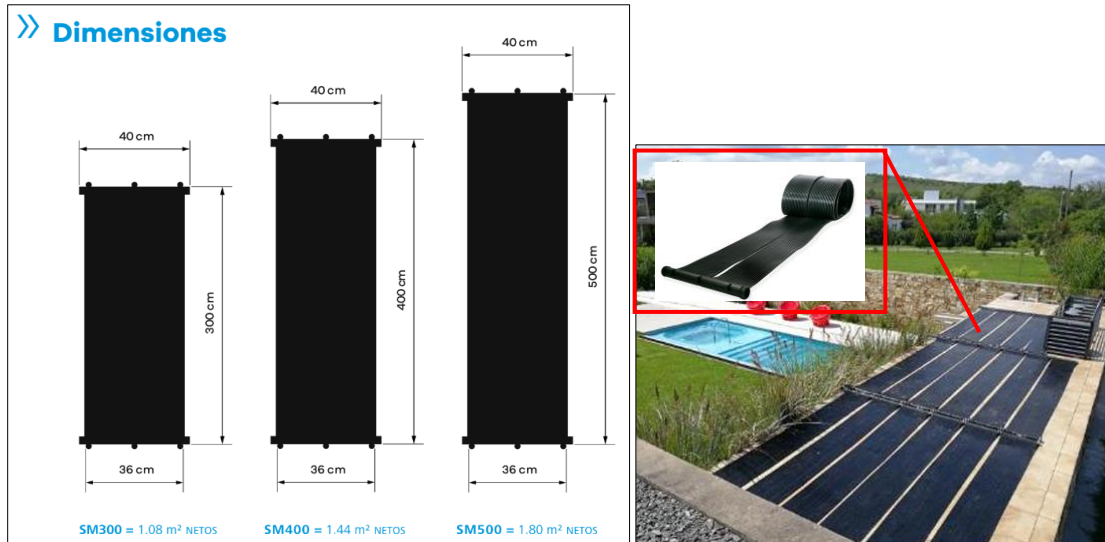 » Dimensiones
40 cm
300 cm
36 cm
SM300 = 1.08 m² NETOS
40 cm
400 cm
36 cm
SM400 = 1.44 m² NETOS
40 cm
500 cm
36 cm
SM500 = 1.80 m² NETOS